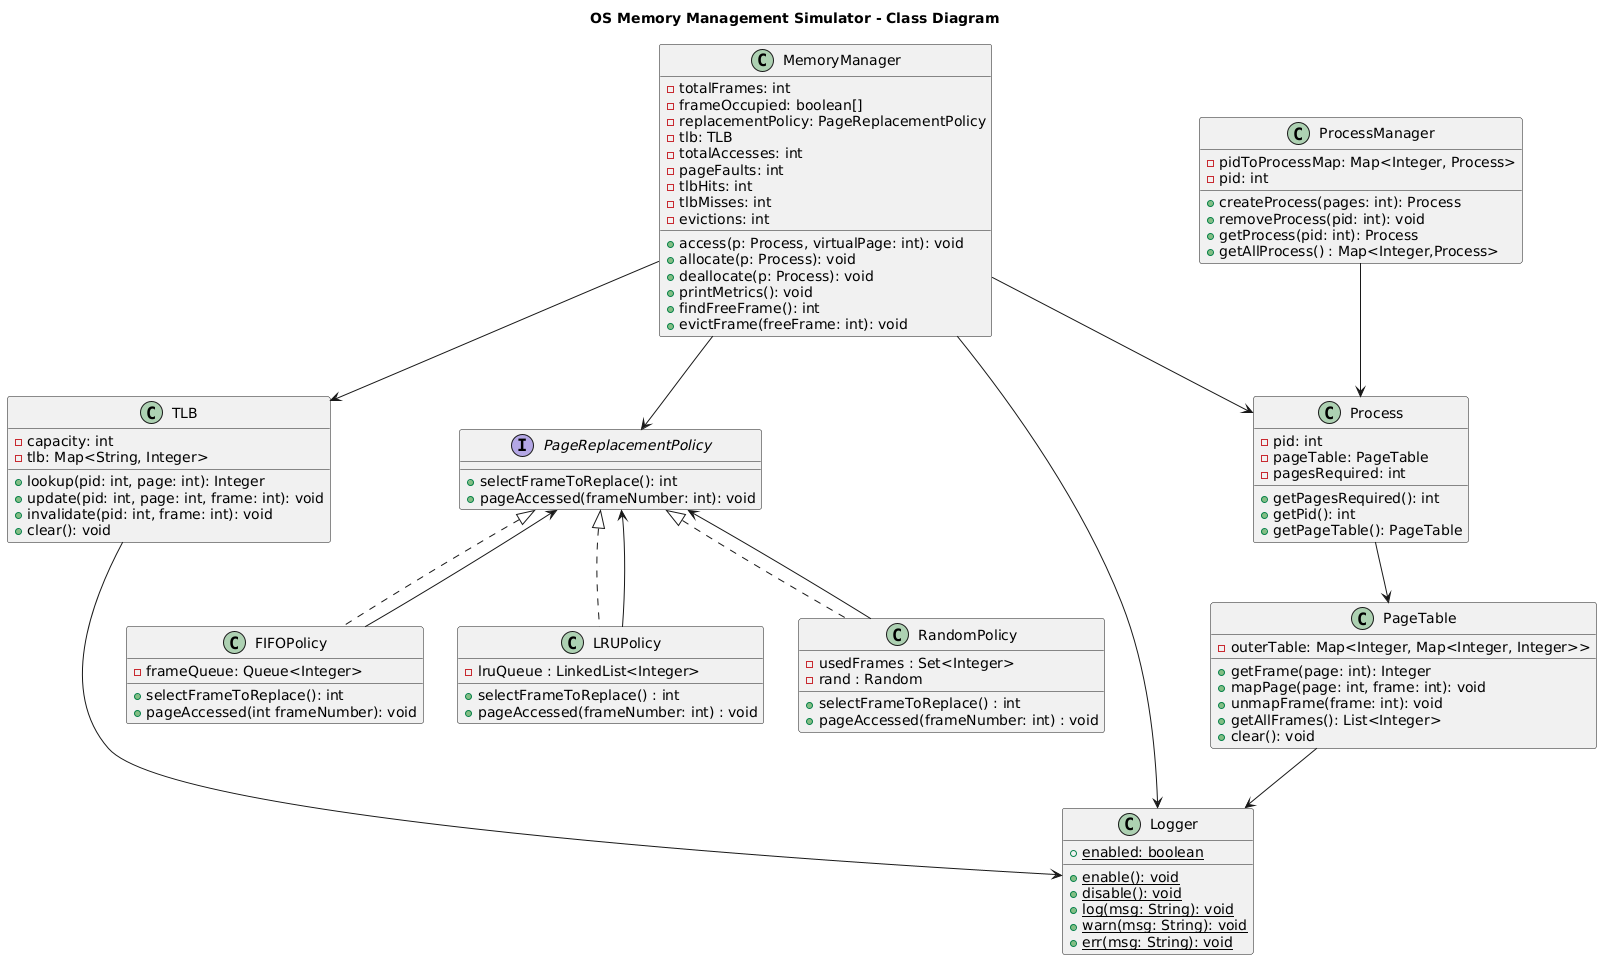 OS Memory Management Simulator - Class Diagram
C MemoryManager
totalFrames: int
frameOccupied: boolean[]
replacementPolicy: PageReplacementPolicy
tlb: TLB
totalAccesses: int
pageFaults: int
tlbHits: int
tlbMisses: int
evictions: int
access(p: Process, virtualPage: int): void
allocate(p: Process): void
deallocate(p: Process): void
printMetrics(): void
findFreeFrame(): int
evictFrame(freeFrame: int): void
C ProcessManager
pidToProcessMap: Map<Integer, Process>
pid: int
createProcess(pages: int): Process
removeProcess(pid: int): void
getProcess(pid: int): Process
getAllProcess() : Map<Integer,Process>
C TLB
capacity: int
tlb: Map<String, Integer>
lookup(pid: int, page: int): Integer
update(pid: int, page: int, frame: int): void
invalidate(pid: int, frame: int): void
clear(): void
I PageReplacementPolicy
selectFrameToReplace(): int
pageAccessed(frameNumber: int): void
C Process
pid: int
pageTable: PageTable
pagesRequired: int
getPagesRequired(): int
getPid(): int
getPageTable(): PageTable
C FIFOPolicy
frameQueue: Queue<Integer>
selectFrameToReplace(): int
pageAccessed(int frameNumber): void
C LRUPolicy
lruQueue : LinkedList<Integer>
selectFrameToReplace() : int
pageAccessed(frameNumber: int) : void
C RandomPolicy
usedFrames : Set<Integer>
rand : Random
selectFrameToReplace() : int
pageAccessed(frameNumber: int) : void
C PageTable
outerTable: Map<Integer, Map<Integer, Integer>>
getFrame(page: int): Integer
mapPage(page: int, frame: int): void
unmapFrame(frame: int): void
getAllFrames(): List<Integer>
clear(): void
C Logger
enabled: boolean
enable(): void
disable(): void
log(msg: String): void
warn(msg: String): void
err(msg: String): void